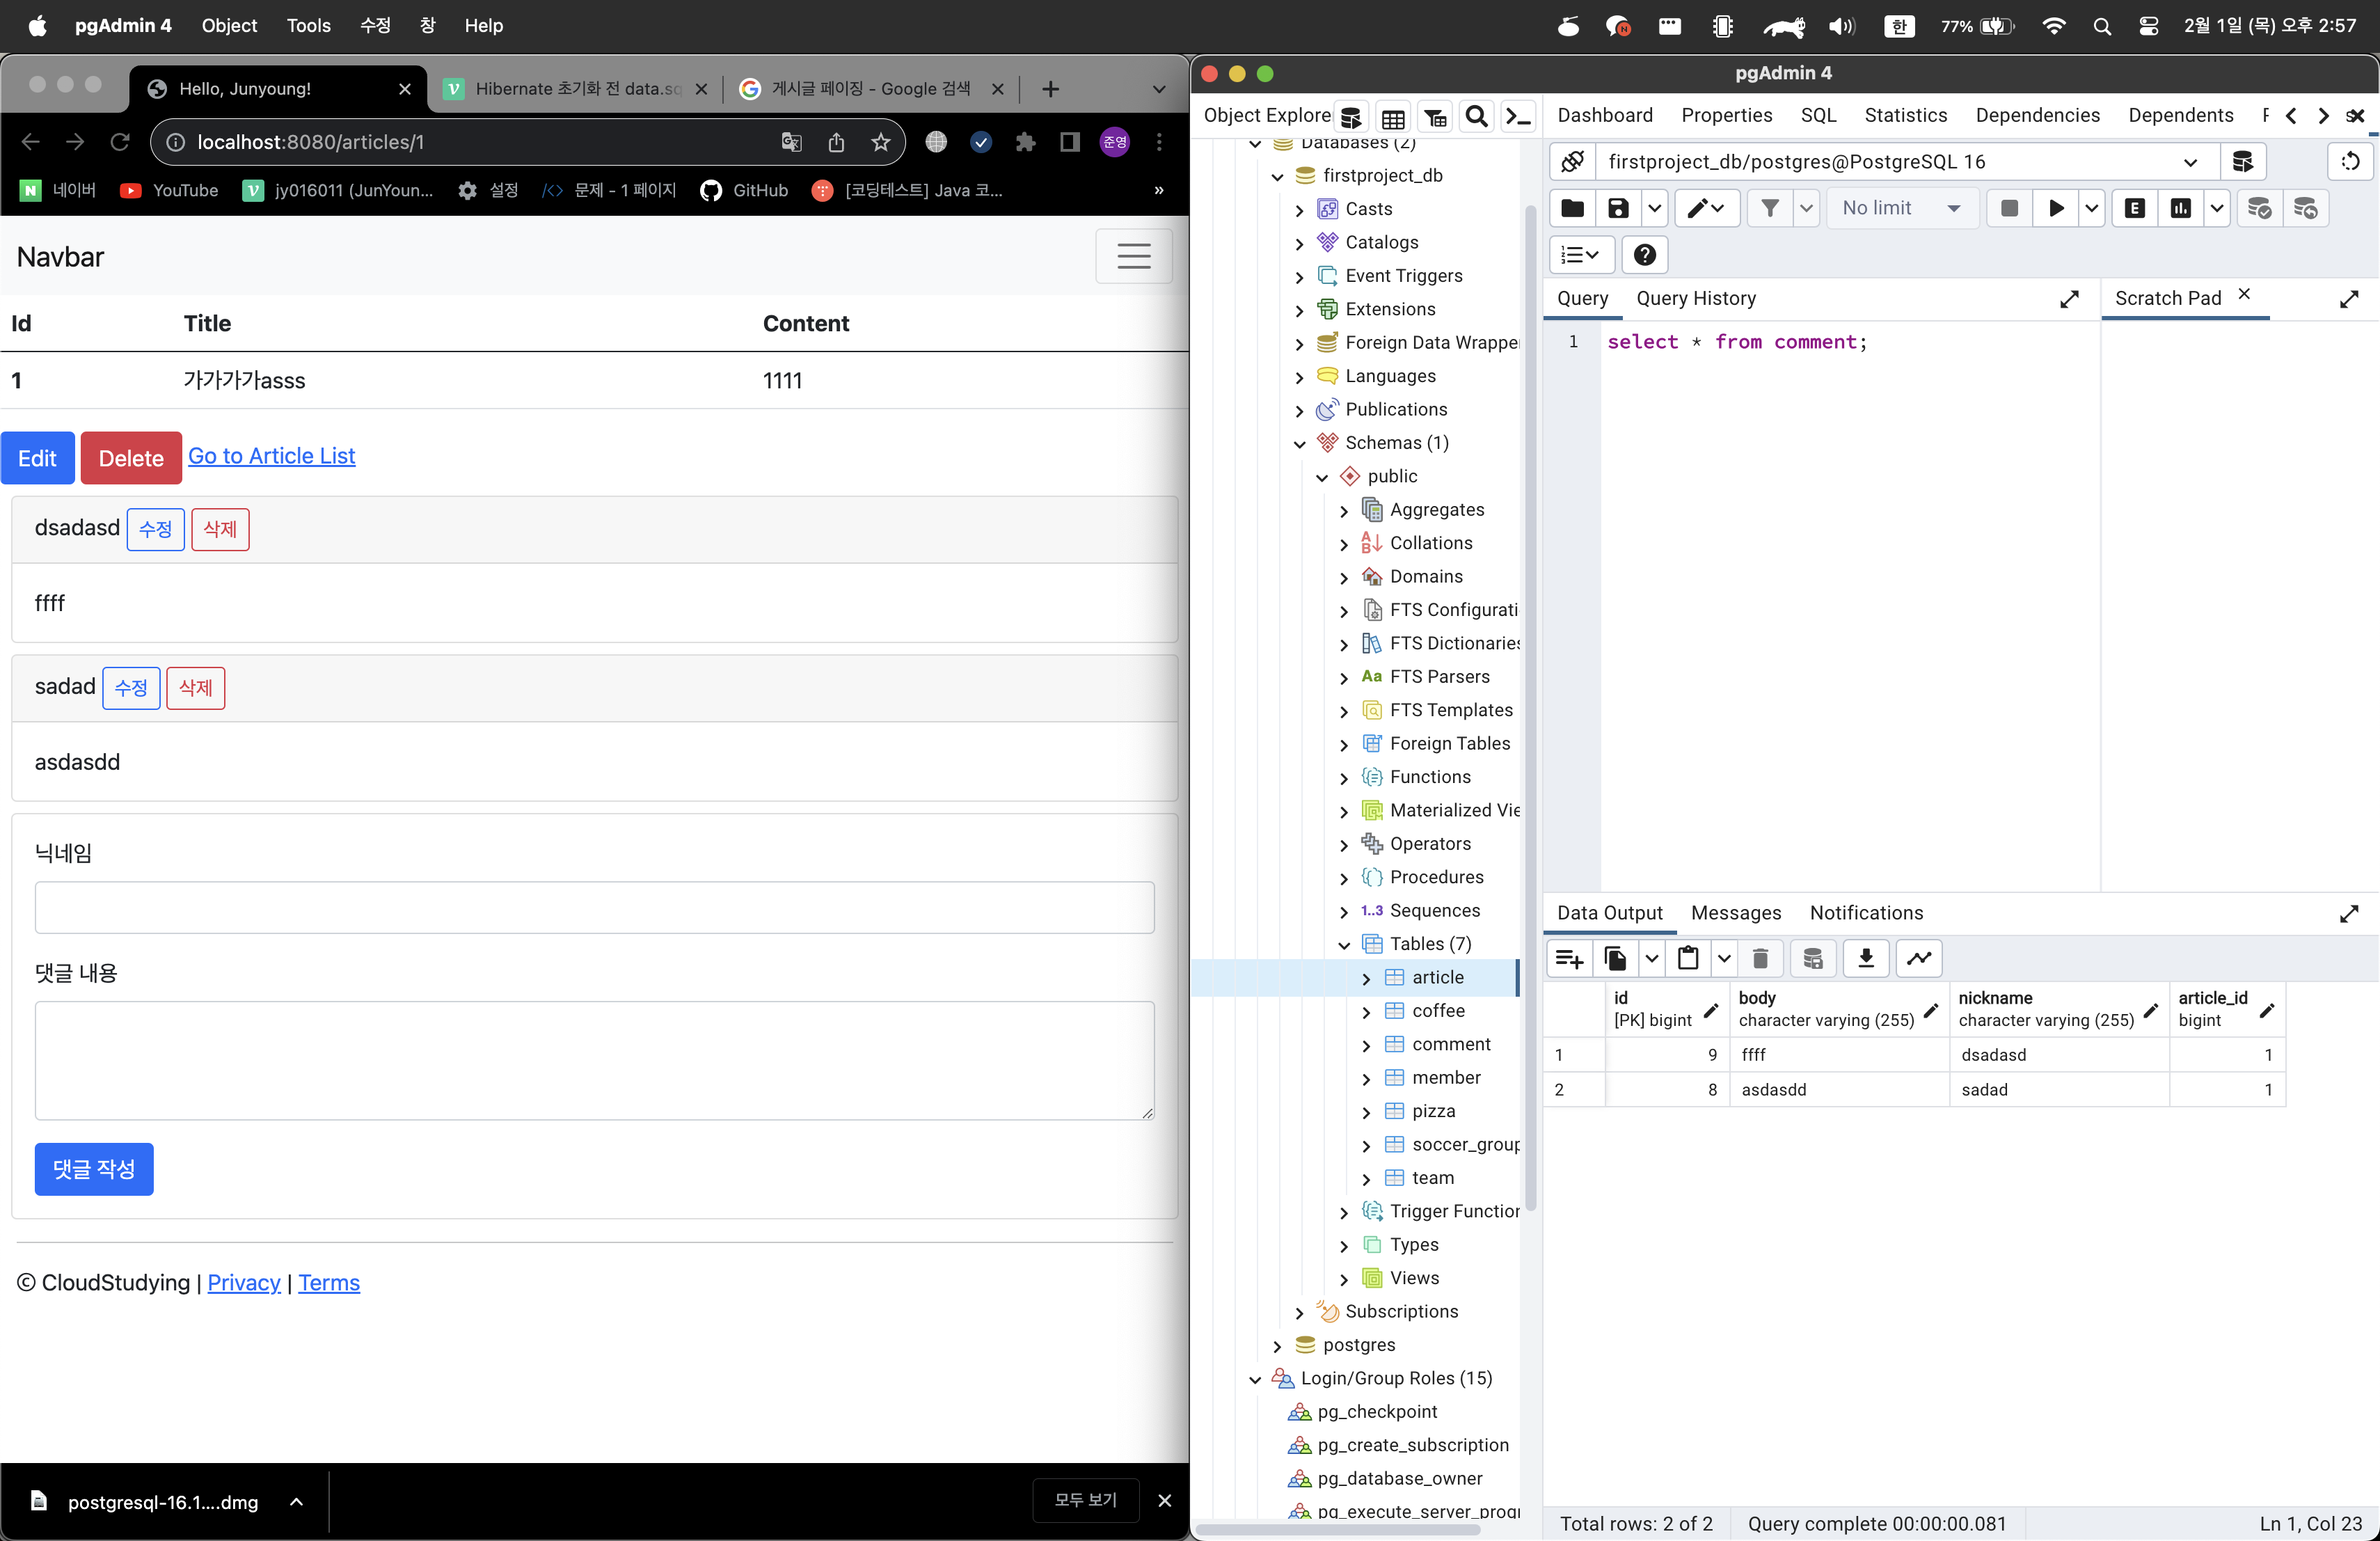 pgAdmin 4 Object Tools 수정 창 Help
한 77% 2월 1일 (목) 오후 2:57
Hello, Junyoung!
Hibernate 초기화 전 data.sq
게시글 페이징 - Google 검색
localhost:8080/articles/1
준영
네이버 YouTube jy016011 (JunYoun... 설정 문제 - 1 페이지 GitHub [코딩테스트] Java 코... »
Navbar
Id Title Content
1 가가가가asss 1111
Edit Delete Go to Article List
dsadasd 수정 삭제
ffff
sadad 수정 삭제
asdasdd
닉네임
댓글 내용
댓글 작성
© CloudStudying | Privacy | Terms
postgresql-16.1....dmg
모두 보기
pgAdmin 4
Object Explore
Databases (2)
firstproject_db
Casts
Catalogs
Event Triggers
Extensions
Foreign Data Wrappe
Languages
Publications
Schemas (1)
public
Aggregates
Collations
Domains
FTS Configurati
FTS Dictionaries
Aa FTS Parsers
FTS Templates
Foreign Tables
Functions
Materialized Vie
Operators
Procedures
1..3 Sequences
Tables (7)
article
coffee
comment
member
pizza
soccer_group
team
Trigger Function
Types
Views
Subscriptions
postgres
Login/Group Roles (15)
pg_checkpoint
pg_create_subscription
pg_database_owner
pg_execute_server_progr
Dashboard Properties SQL Statistics Dependencies Dependents
firstproject_db/postgres@PostgreSQL 16
No limit
E
Query Query History
Scratch Pad
1 select * from comment;
Data Output Messages Notifications
id body nickname article_id
[PK] bigint character varying (255) character varying (255) bigint
1 9 ffff dsadasd 1
2 8 asdasdd sadad 1
Total rows: 2 of 2 Query complete 00:00:00.081 Ln 1, Col 23